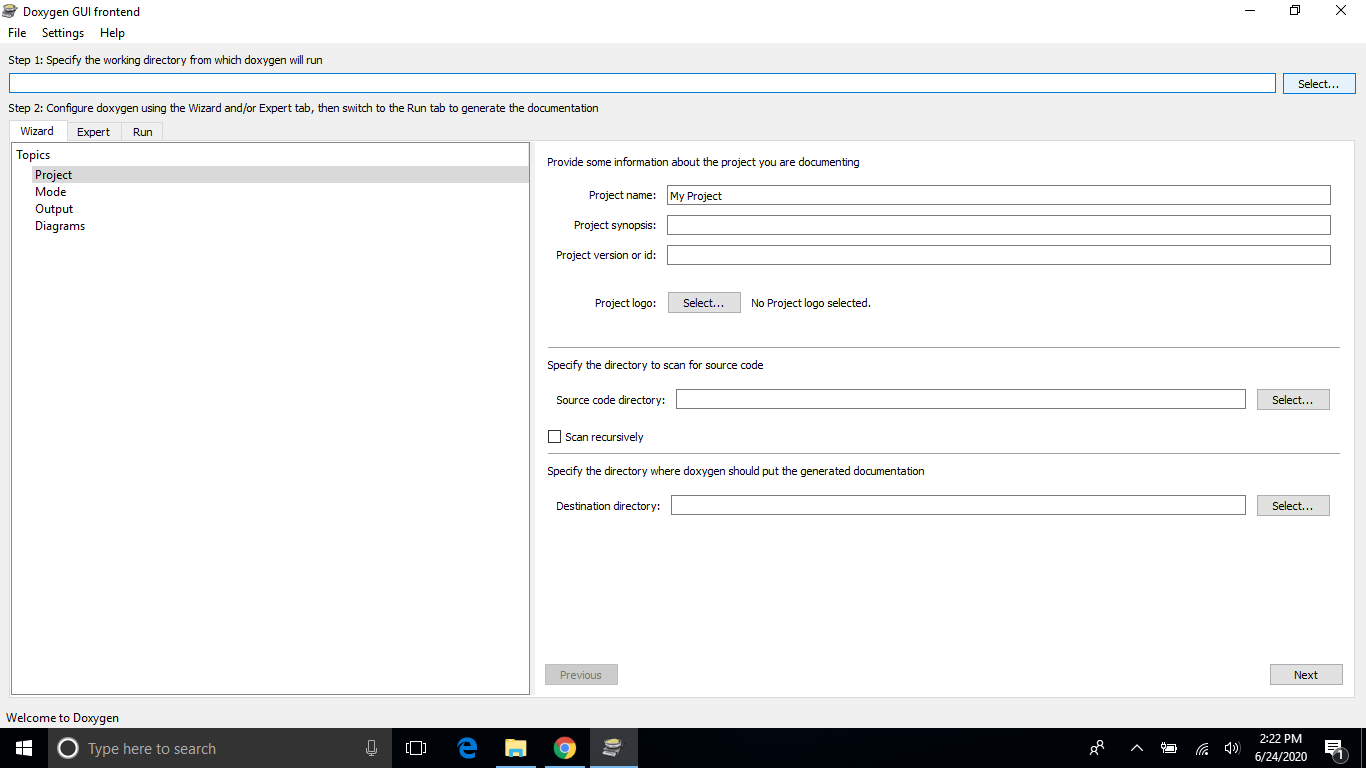 Doxygen GUI frontend
File Settings Help
Step 1: Specify the working directory from which doxygen will run
Select...
Step 2: Configure doxygen using the Wizard and/or Expert tab, then switch to the Run tab to generate the documentation
Wizard Expert Run
Topics
Project
Mode
Output
Diagrams
Provide some information about the project you are documenting
Project name: My Project
Project synopsis:
Project version or id:
Project logo: Select... No Project logo selected.
Specify the directory to scan for source code
Source code directory: Select...
Scan recursively
Specify the directory where doxygen should put the generated documentation
Destination directory: Select...
Previous Next
Welcome to Doxygen
Type here to search
2:22 PM
6/24/2020
1